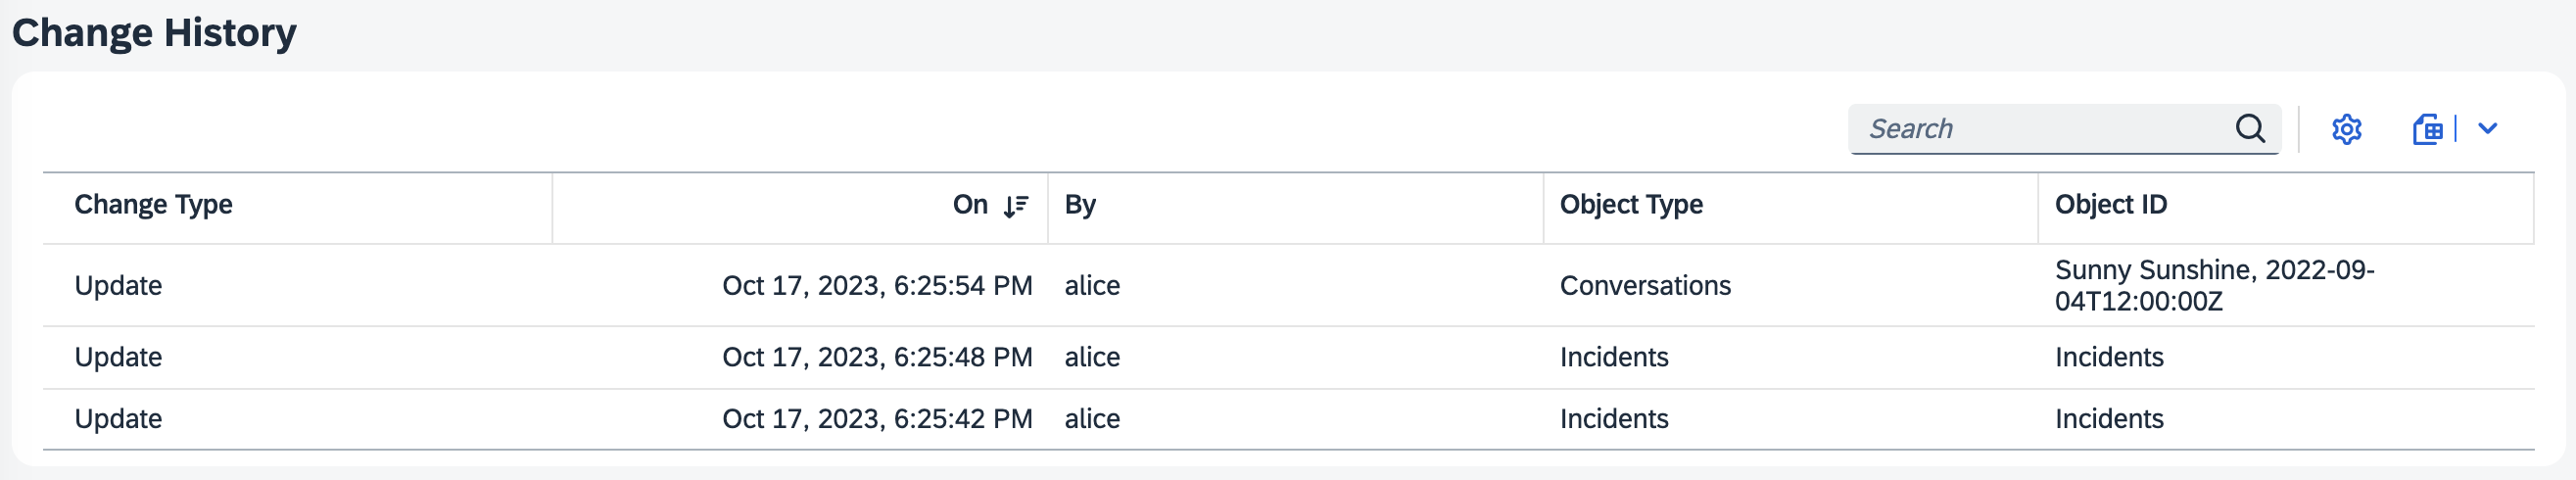 Change History
Search
Change Type On By Object Type Object ID
Update Oct 17, 2023, 6:25:54 PM alice Conversations Sunny Sunshine, 2022-09-
04T12:00:00Z
Update Oct 17, 2023, 6:25:48 PM alice Incidents Incidents
Update Oct 17, 2023, 6:25:42 PM alice Incidents Incidents